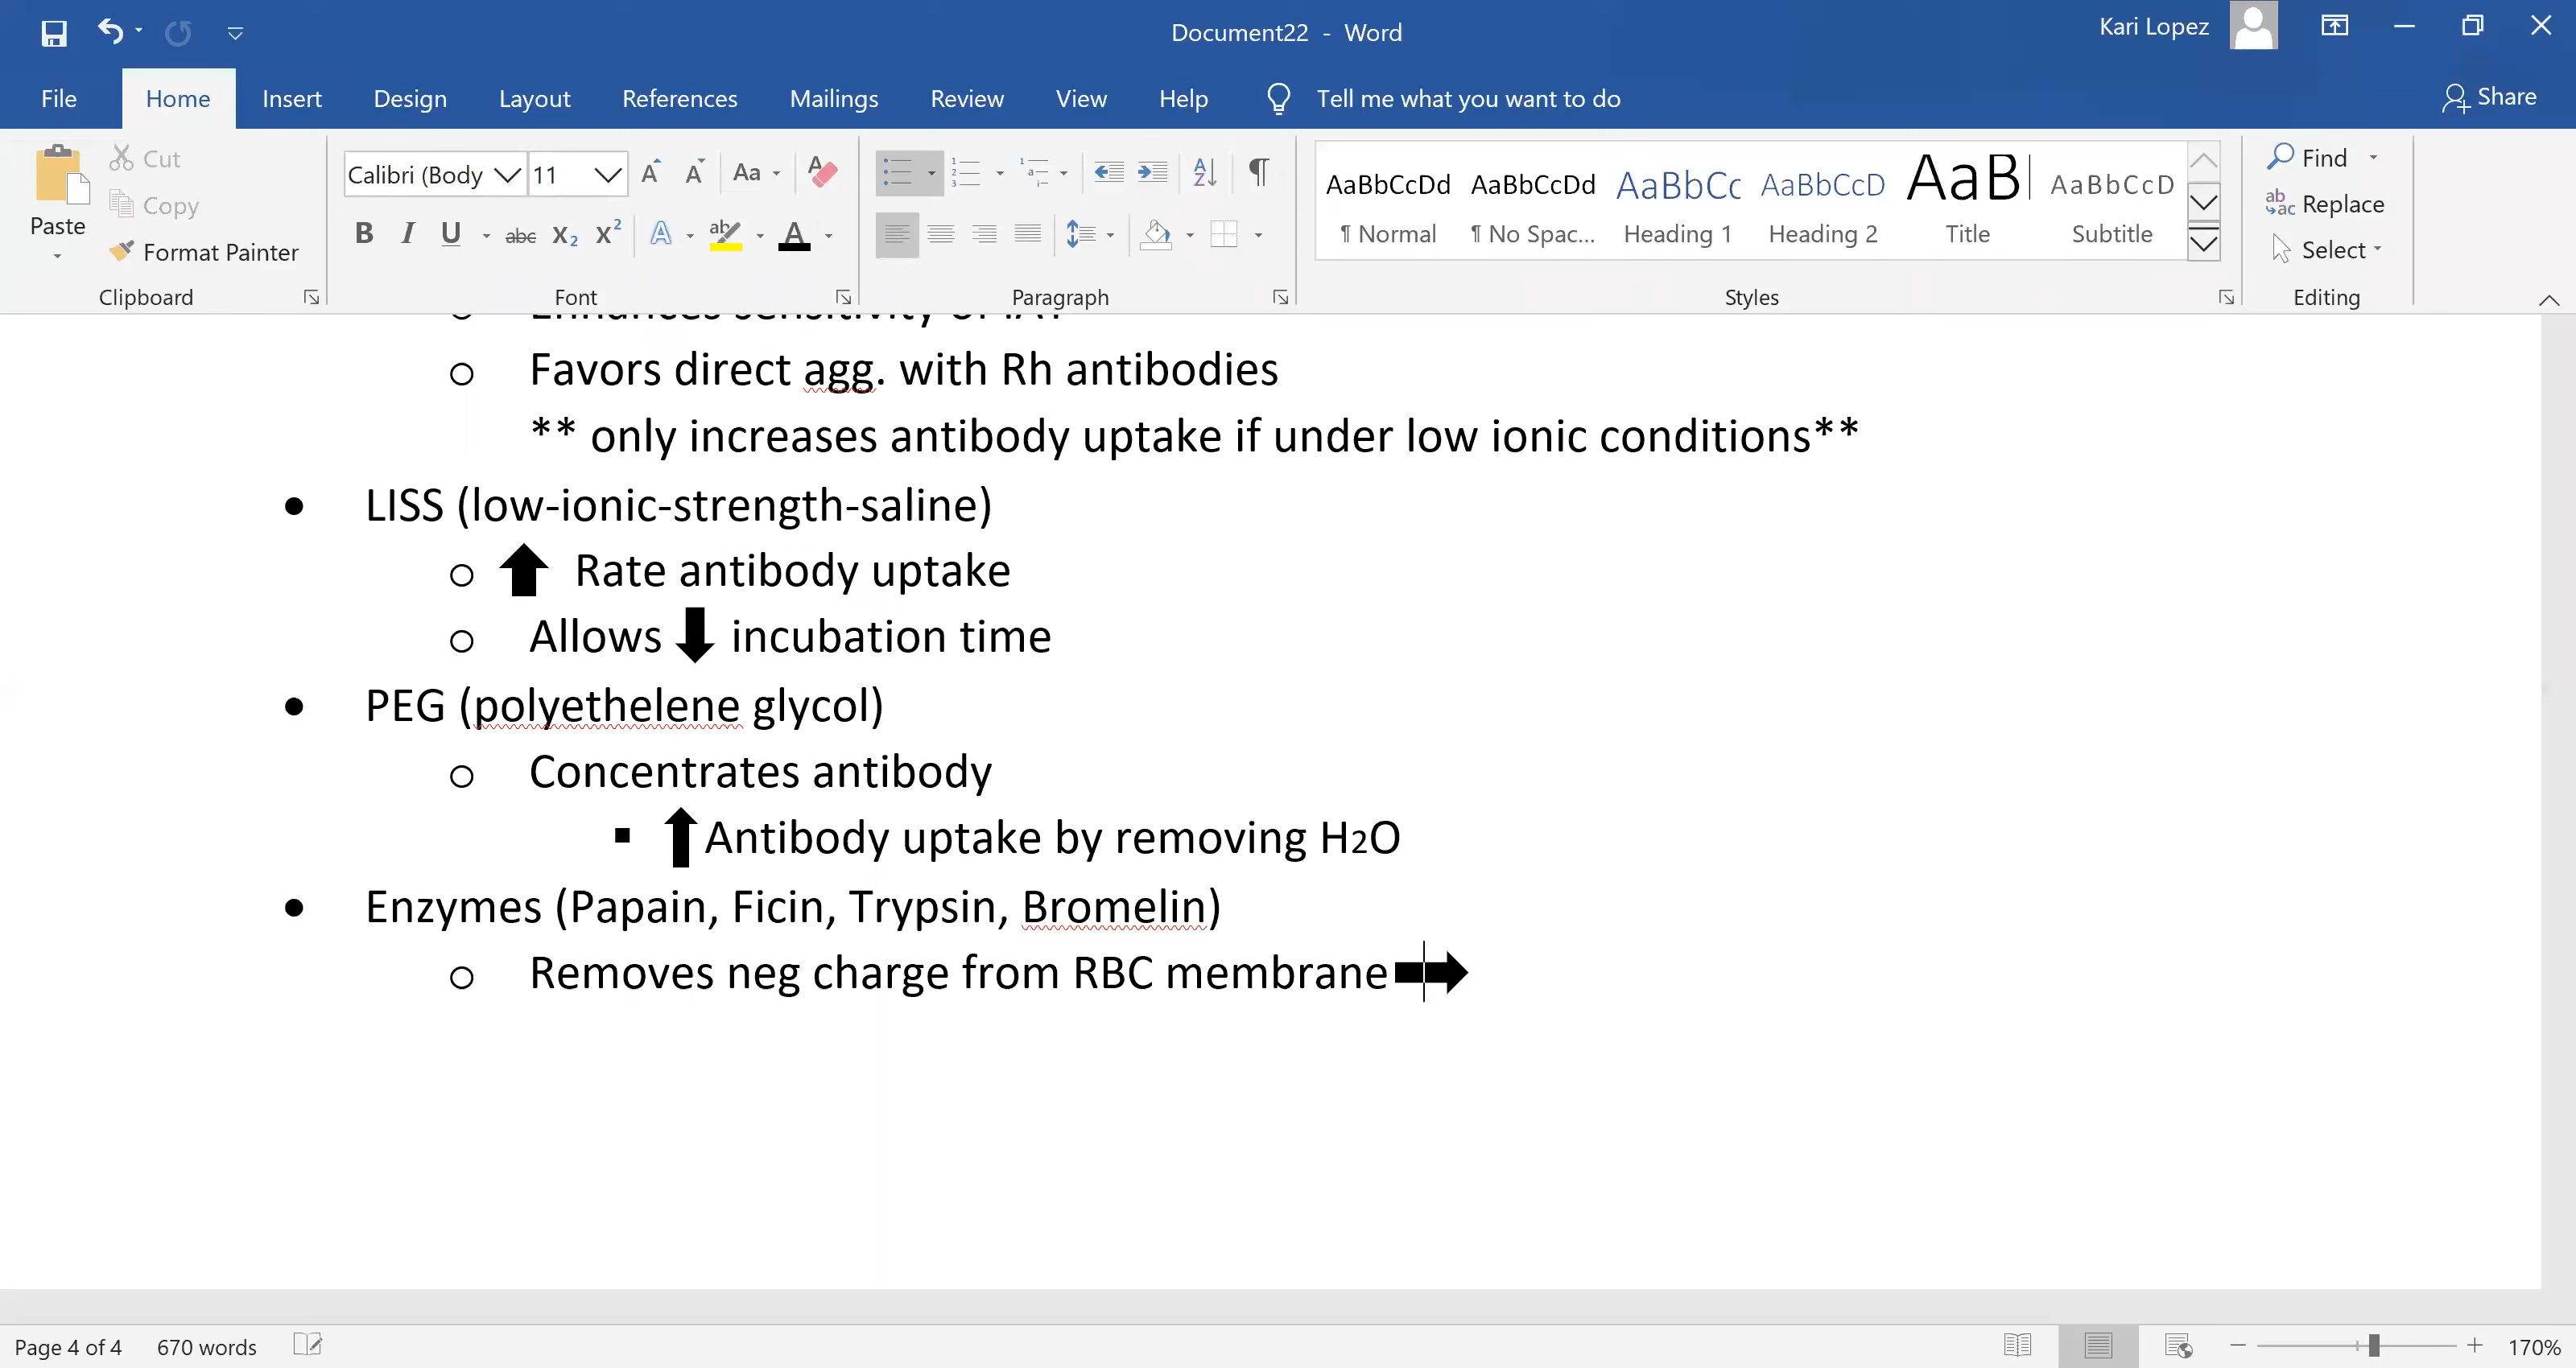 Document22 - Word
Kari Lopez
File Home Insert Design Layout References Mailings Review View Help Tell me what you want to do Share
Paste
Cut
Copy
Format Painter
Clipboard
Calibri (Body 11
Font
Paragraph
AaBbCcDd AaBbCcDd AaBbCc AaBbCcD AaB AaBbCcD
¶ Normal ¶ No Spac... Heading 1 Heading 2 Title Subtitle
Styles
Find
Replace
Select
Editing
Enhances sensitivity of IAT
Favors direct agg. with Rh antibodies
** only increases antibody uptake if under low ionic conditions**
LISS (low-ionic-strength-saline)
Rate antibody uptake
Allows incubation time
PEG (polyethelene glycol)
Concentrates antibody
Antibody uptake by removing H2O
Enzymes (Papain, Ficin, Trypsin, Bromelin)
Removes neg charge from RBC membrane
Page 4 of 4 670 words 170%